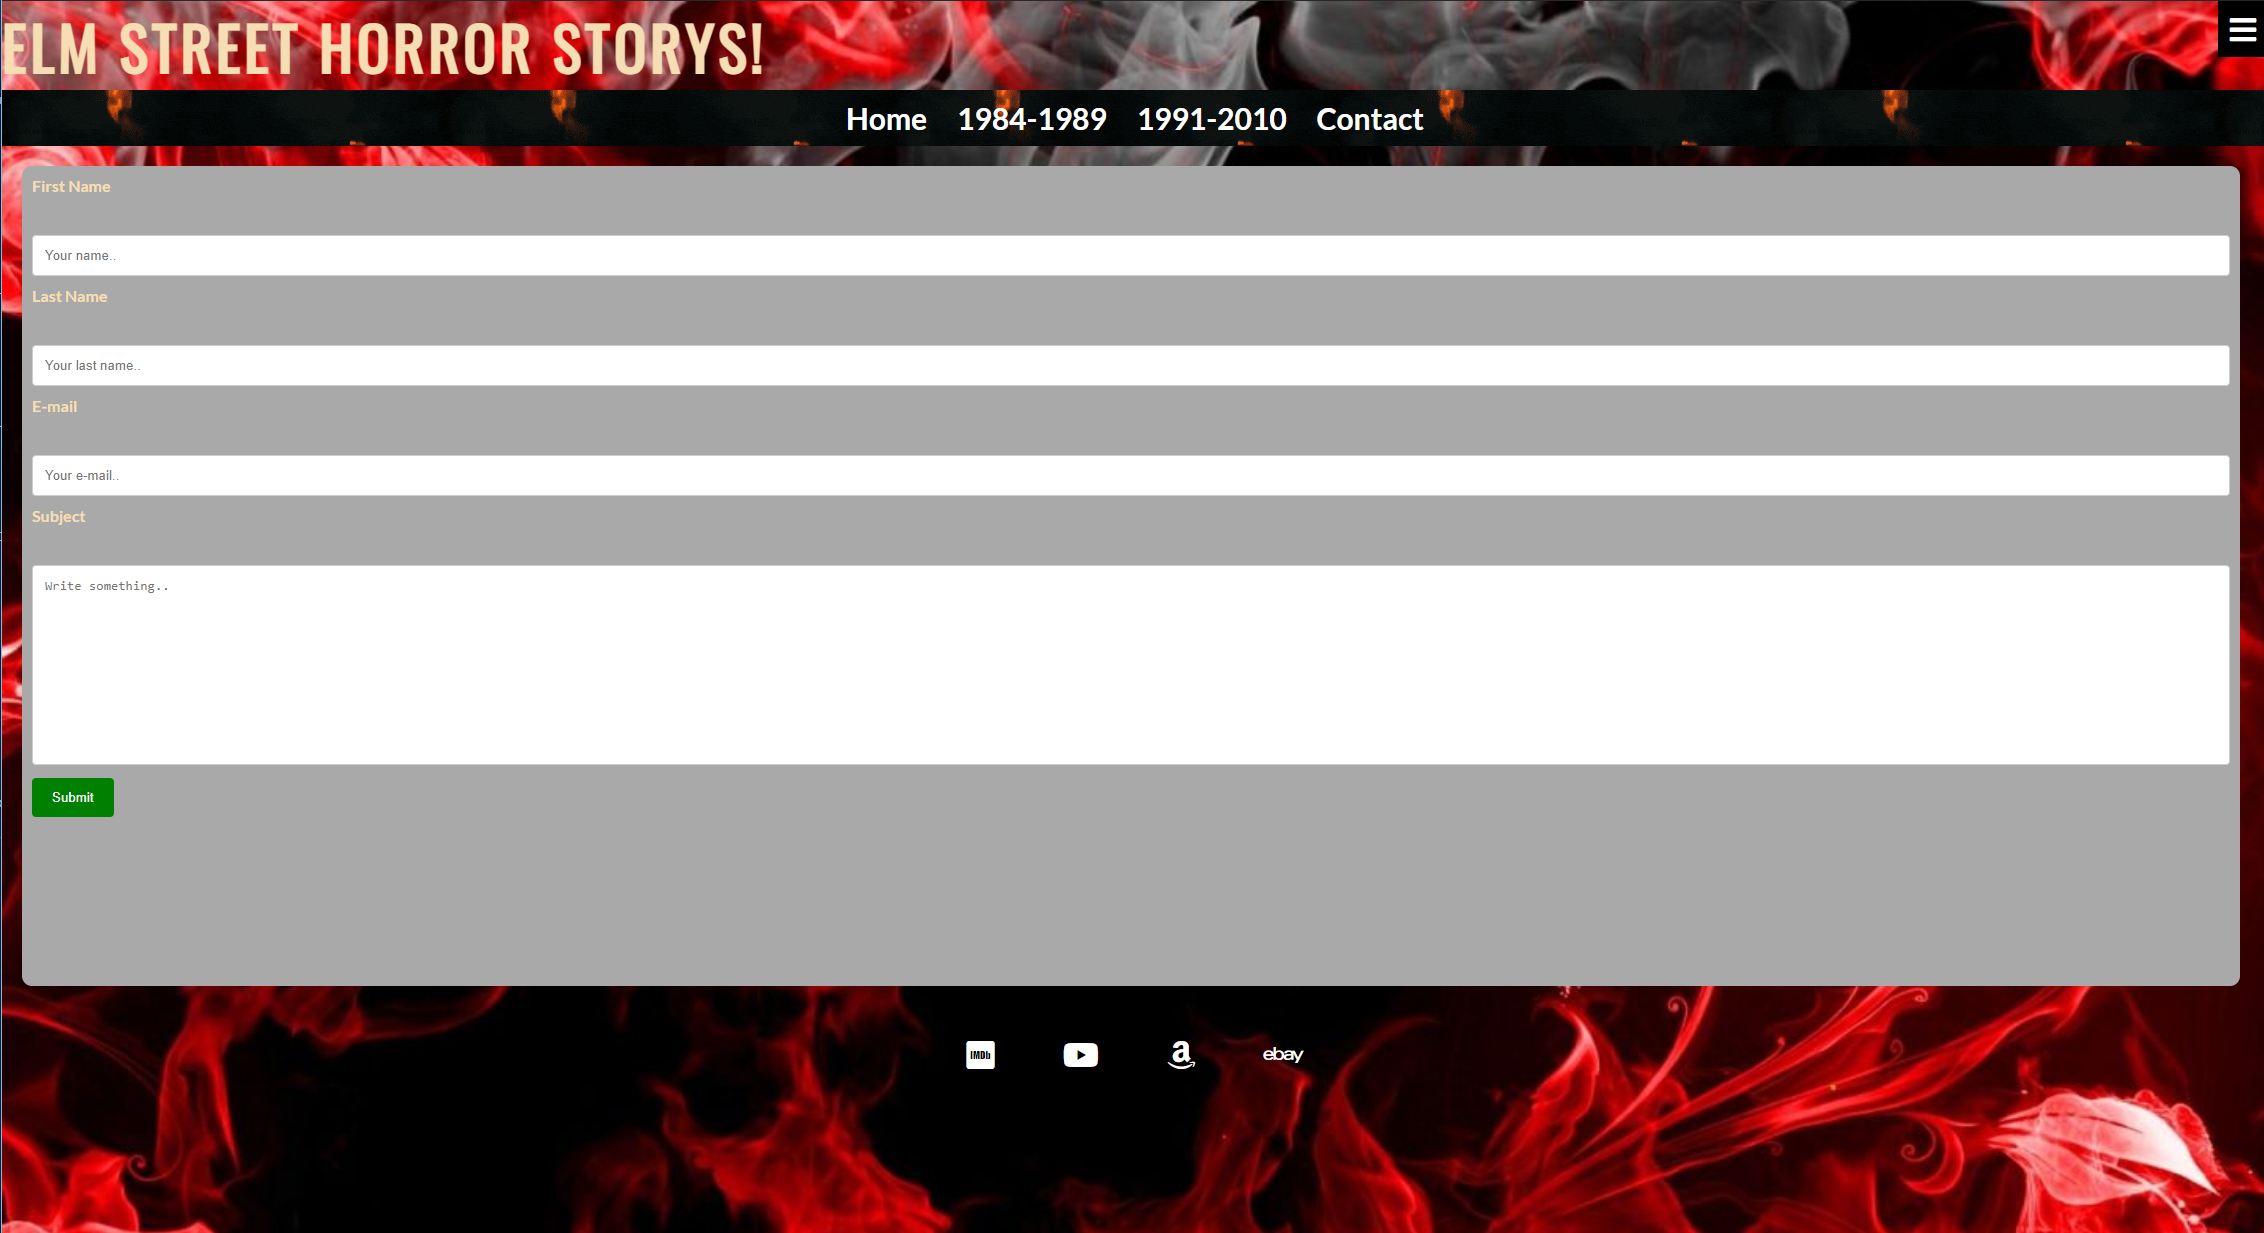 ELM STREET HORROR STORYS!
Home 1984-1989 1991-2010 Contact
First Name
Your name..
Last Name
Your last name..
E-mail
Your e-mail..
Subject
Write something..
Submit
IMDb a ebay